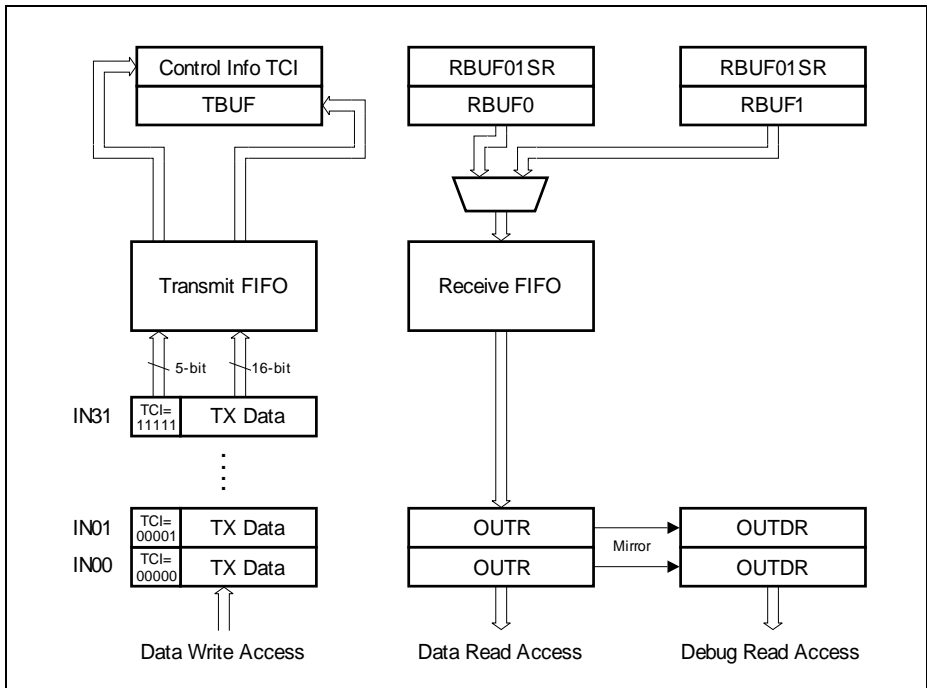 Control Info TCI
TBUF
RBUF01SR
RBUF0
RBUF01SR
RBUF1
Transmit FIFO
Receive FIFO
5-bit
16-bit
IN31
TCI=
11111
TX Data
IN01
TCI=
00001
TX Data
IN00
TCI=
00000
TX Data
OUTR
OUTR
Mirror
OUTDR
OUTDR
Data Write Access
Data Read Access
Debug Read Access